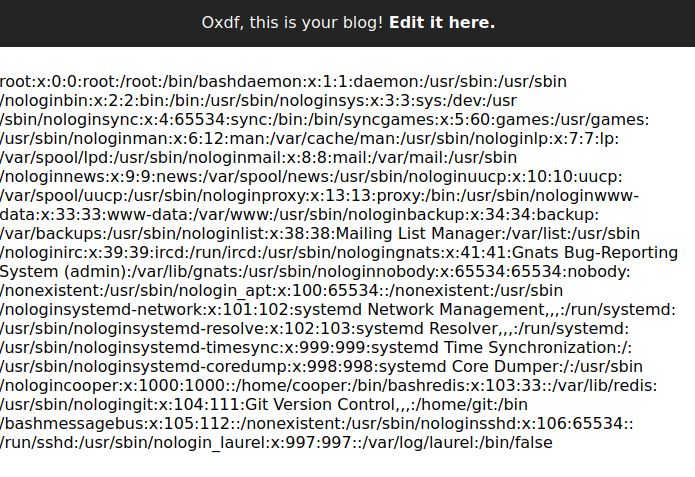 Oxdf, this is your blog! Edit it here.
root:x:0:0:root:/root:/bin/bashdaemon:x:1:1:daemon:/usr/sbin:/usr/sbin
/nologinbin:x:2:2:bin:/bin:/usr/sbin/nologinsys:x:3:3:sys:/dev:/usr
/sbin/nologinsync:x:4:65534:sync:/bin:/bin/syncgames:x:5:60:games:/usr/games:
/usr/sbin/nologinman:x:6:12:man:/var/cache/man:/usr/sbin/nologinlp:x:7:7:lp:
/var/spool/lpd:/usr/sbin/nologinmail:x:8:8:mail:/var/mail:/usr/sbin
/nologinnews:x:9:9:news:/var/spool/news:/usr/sbin/nologinuucp:x:10:10:uucp:
/var/spool/uucp:/usr/sbin/nologinproxy:x:13:13:proxy:/bin:/usr/sbin/nologinwww-
data:x:33:33:www-data:/var/www:/usr/sbin/nologinbackup:x:34:34:backup:
/var/backups:/usr/sbin/nologinlist:x:38:38:Mailing List Manager:/var/list:/usr/sbin
/nologinirc:x:39:39:ircd:/run/ircd:/usr/sbin/nologingnats:x:41:41:Gnats Bug-Reporting
System (admin):/var/lib/gnats:/usr/sbin/nologinnobody:x:65534:65534:nobody:
/nonexistent:/usr/sbin/nologin_apt:x:100:65534::/nonexistent:/usr/sbin
/nologinsystemd-network:x:101:102:systemd Network Management,,,:/run/systemd:
/usr/sbin/nologinsystemd-resolve:x:102:103:systemd Resolver,,,:/run/systemd:
/usr/sbin/nologinsystemd-timesync:x:999:999:systemd Time Synchronization:/:
/usr/sbin/nologinsystemd-coredump:x:998:998:systemd Core Dumper:/:/usr/sbin
/nologincooper:x:1000:1000::/home/cooper:/bin/bashredis:x:103:33::/var/lib/redis:
/usr/sbin/nologingit:x:104:111:Git Version Control,,,:/home/git:/bin
/bashmessagebus:x:105:112::/nonexistent:/usr/sbin/nologinsshd:x:106:65534::
/run/sshd:/usr/sbin/nologin_laurel:x:997:997::/var/log/laurel:/bin/false